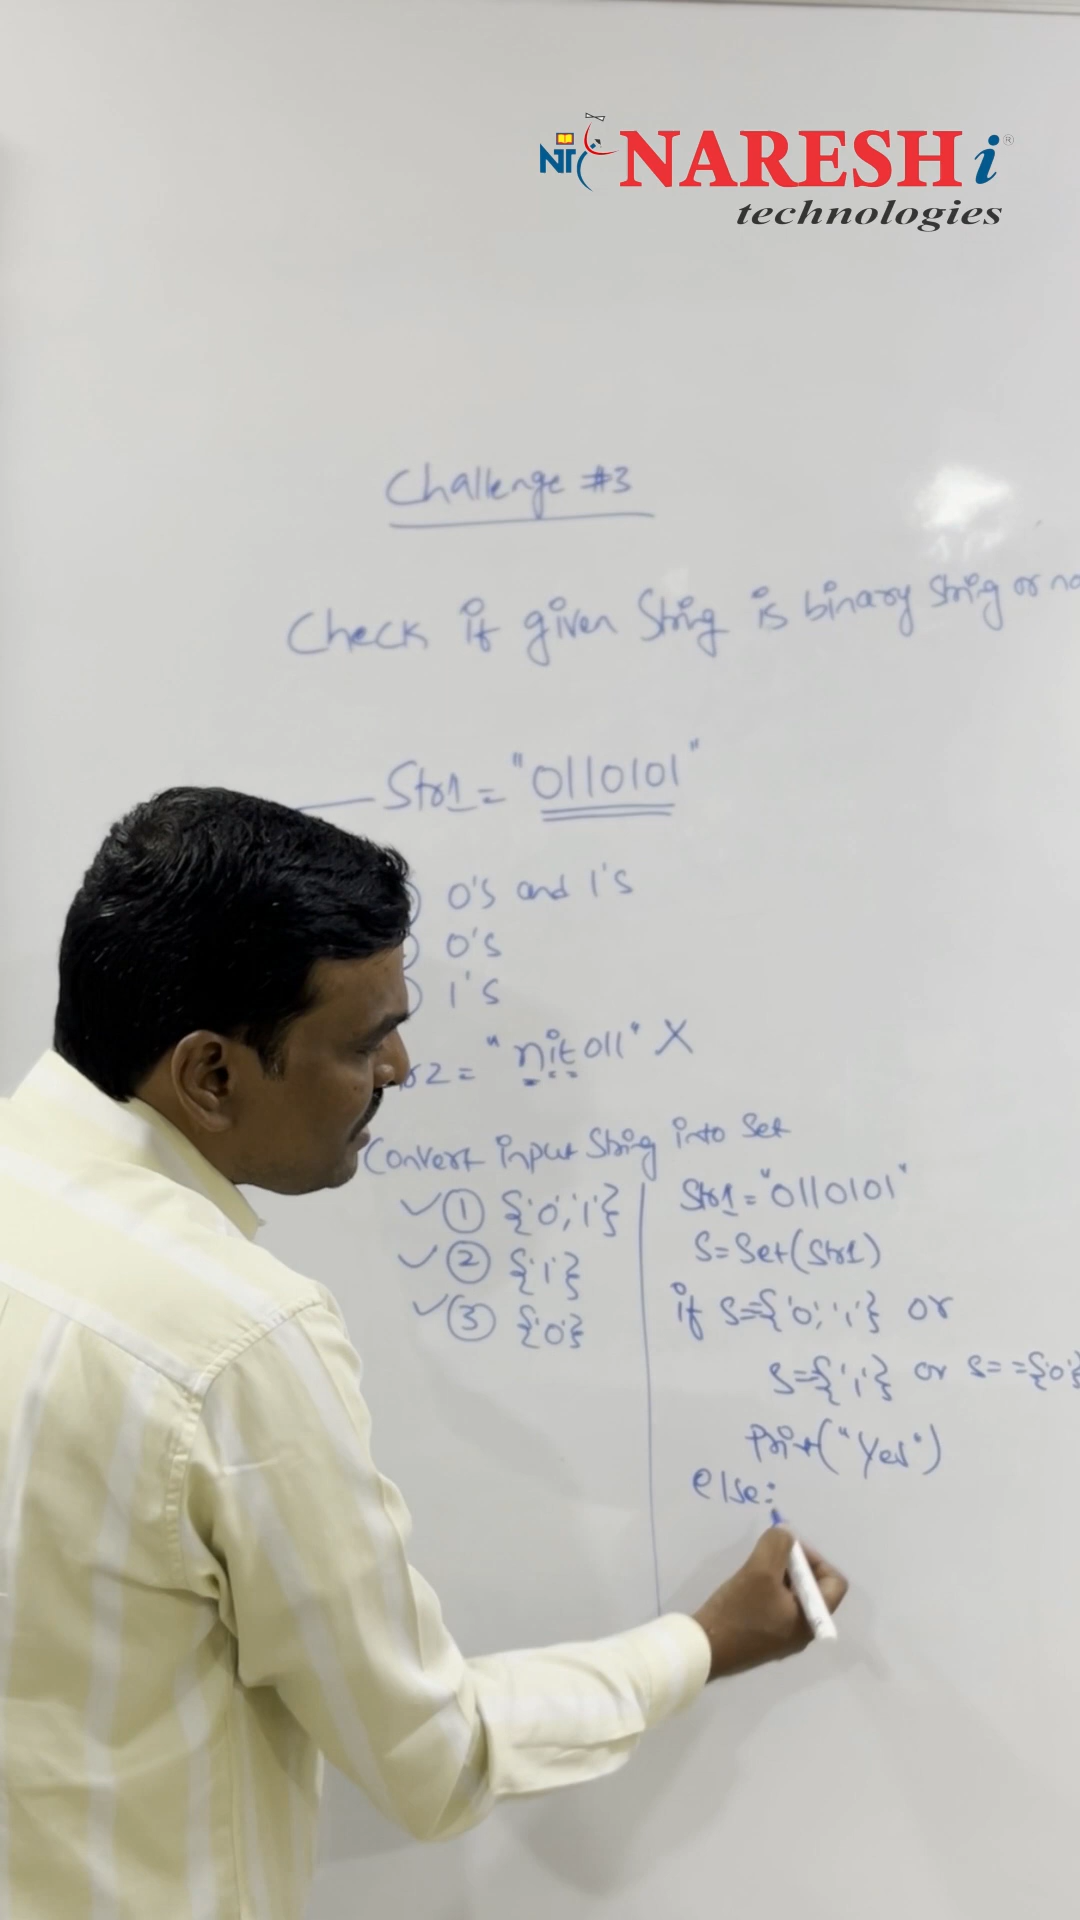 NT
NARESH i ®
technologies
Challenge #3
Check if given String is binary String or no
Str1 = "0110101"
0's and 1's
0's
1's
r2 = "nit011" X
Convert input String into Set
① {'0','1'}
② {'1'}
③ {'0'}
Str1 = "0110101"
S=Set(Str1)
if S=={'0','1'} or
S=={'1'} or S=={'0'}
Print("Yes")
else: